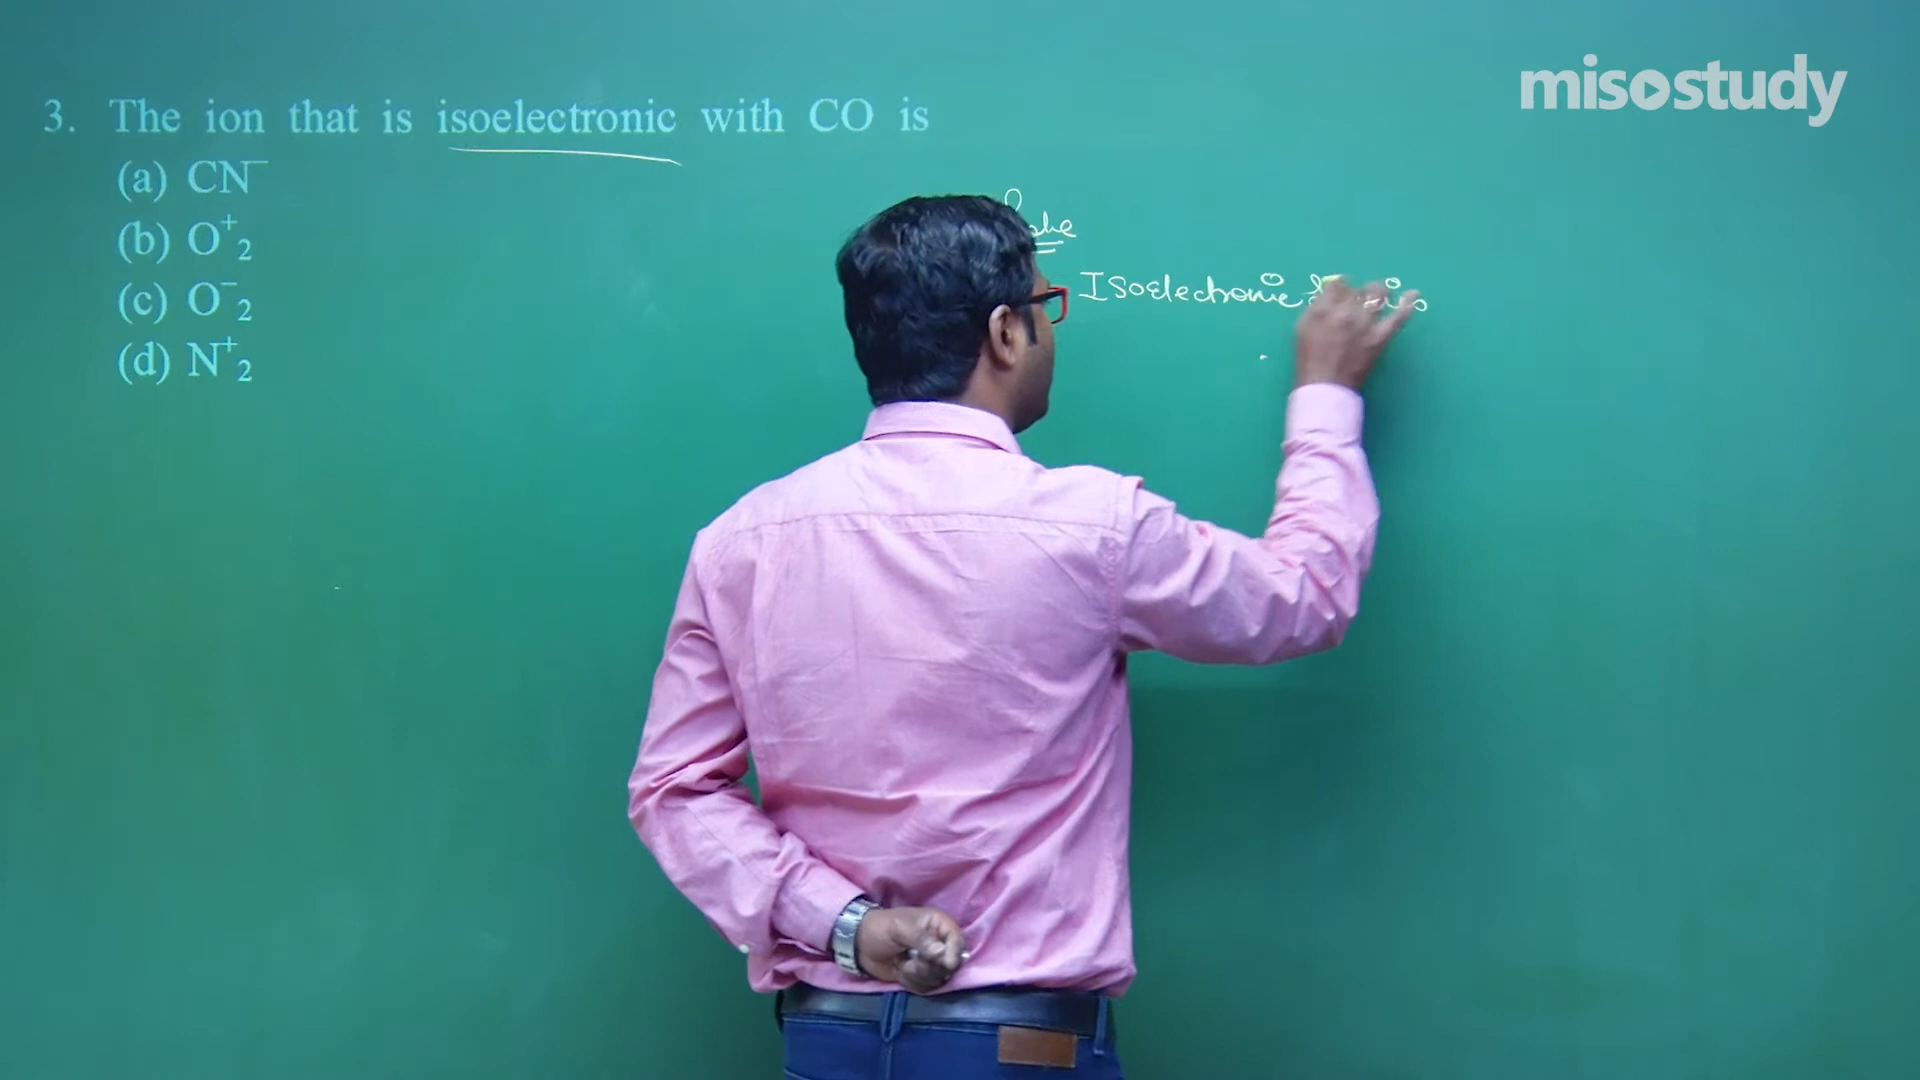 misostudy
3. The ion that is isoelectronic with CO is
(a) CN⁻
(b) O⁺₂
(c) O⁻₂
(d) N⁺₂
Isoelectronic